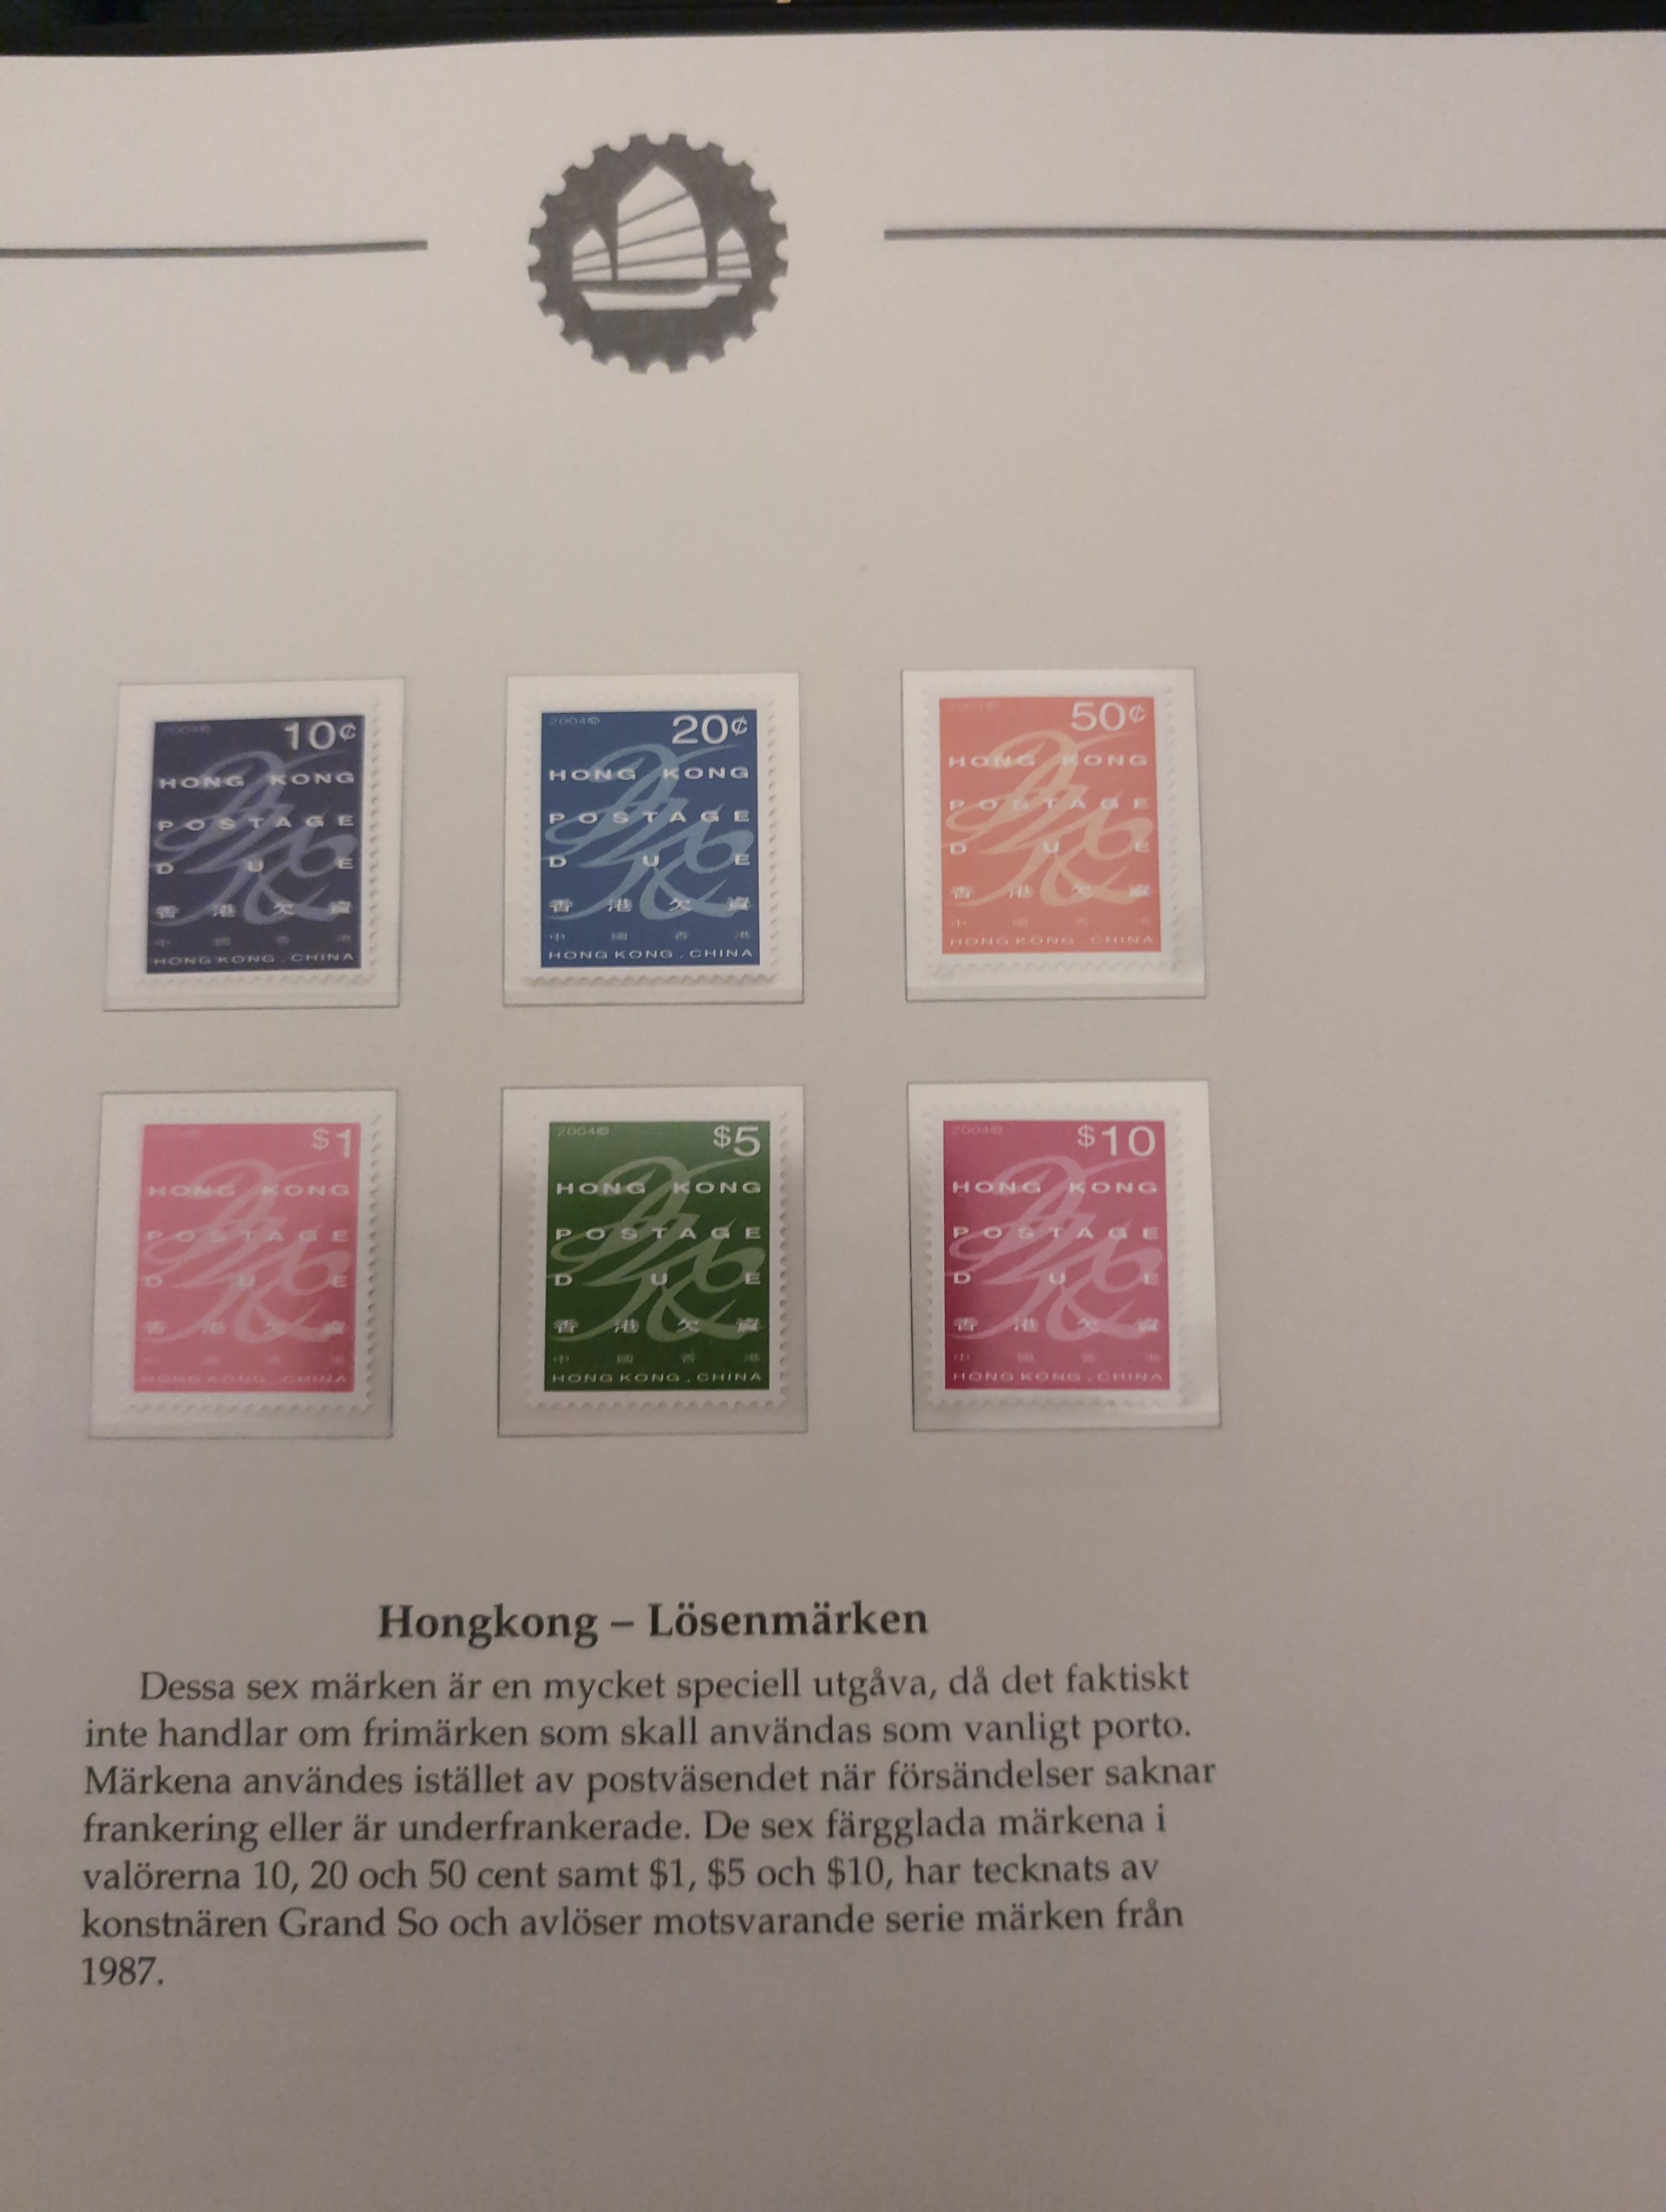 2004© 10¢
HONG KONG
POSTAGE
DUE
香港欠資
中國香港
HONG KONG . CHINA
2004© 20¢
HONG KONG
POSTAGE
DUE
香港欠資
中國香港
HONG KONG . CHINA
2004© 50¢
HONG KONG
POSTAGE
DUE
香港欠資
中國香港
HONG KONG . CHINA
2004© $1
HONG KONG
POSTAGE
DUE
香港欠資
中國香港
HONG KONG . CHINA
2004© $5
HONG KONG
POSTAGE
DUE
香港欠資
中國香港
HONG KONG . CHINA
2004© $10
HONG KONG
POSTAGE
DUE
香港欠資
中國香港
HONG KONG . CHINA
Hongkong – Lösenmärken
Dessa sex märken är en mycket speciell utgåva, då det faktiskt
inte handlar om frimärken som skall användas som vanligt porto.
Märkena användes istället av postväsendet när försändelser saknar
frankering eller är underfrankerade. De sex färgglada märkena i
valörerna 10, 20 och 50 cent samt $1, $5 och $10, har tecknats av
konstnären Grand So och avlöser motsvarande serie märken från
1987.